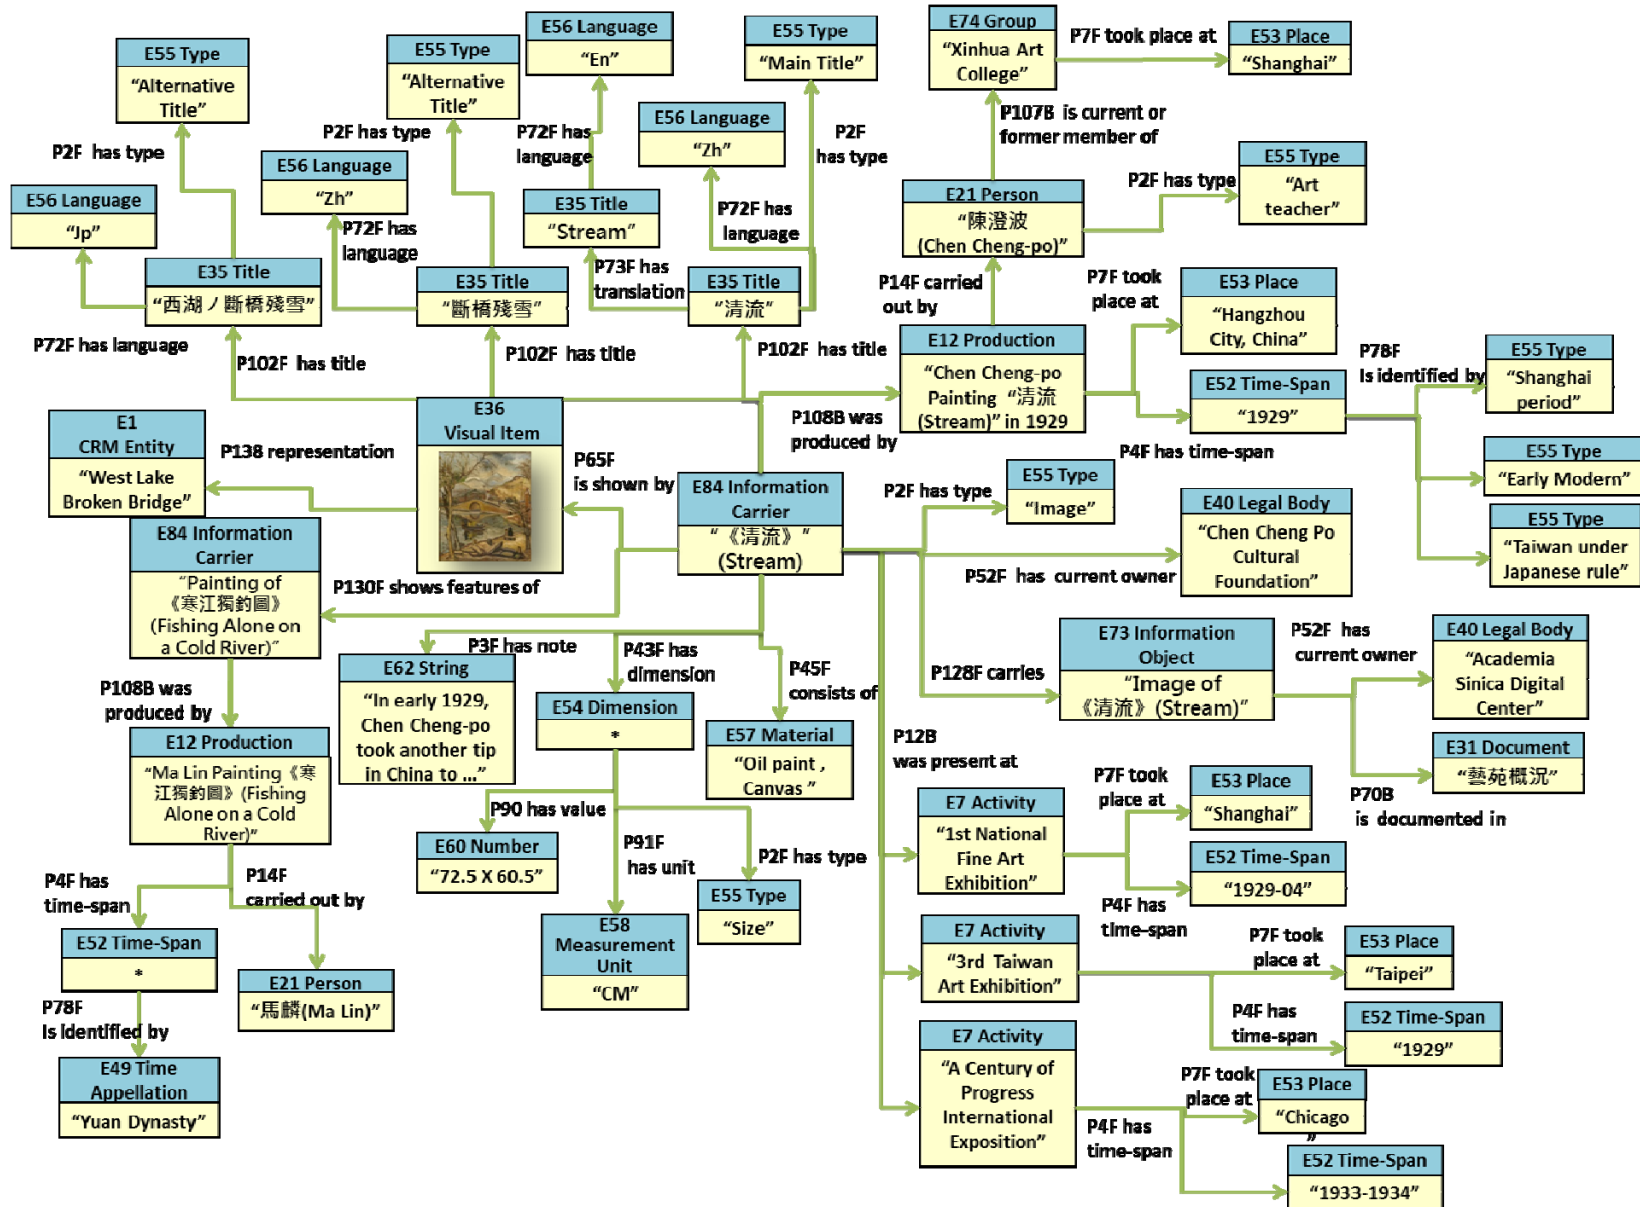 E55 Type
"Alternative
Title"
E55 Type
"Alternative
Title"
E56 Language
"En"
E55 Type
"Main Title"
E74 Group
"Xinhua Art
College"
P7F took place at
E53 Place
"Shanghai"
P2F has type
P2F has type
P72F has
language
E56 Language
"Zh"
P2F
has type
P107B is current or
former member of
E56 Language
"Jp"
E56 Language
"Zh"
P72F has
language
E35 Title
"Stream"
P72F has
language
E21 Person
"陳澄波
(Chen Cheng-po)"
P2F has type
E55 Type
"Art
teacher"
E35 Title
"西湖ノ斷橋殘雪"
E35 Title
"斷橋殘雪"
P73F has
translation
E35 Title
"清流"
P14F carried
out by
P7F took
place at
E53 Place
"Hangzhou
City, China"
P72F has language
P102F has title
P102F has title
P102F has title
E12 Production
"Chen Cheng-po
Painting "清流
(Stream)" in 1929
P108B was
produced by
E52 Time-Span
"1929"
P4F has time-span
P78F
Is identified by
E55 Type
"Shanghai
period"
E55 Type
"Early Modern"
E55 Type
"Taiwan under
Japanese rule"
E1
CRM Entity
"West Lake
Broken Bridge"
P138 representation
E36
Visual Item
P65F
is shown by
E84 Information
Carrier
"《清流》"
(Stream)
P2F has type
E55 Type
"Image"
P52F has current owner
E40 Legal Body
"Chen Cheng Po
Cultural
Foundation"
E84 Information
Carrier
"Painting of
《寒江獨釣圖》
(Fishing Alone on
a Cold River)"
P130F shows features of
P3F has note
E62 String
"In early 1929,
Chen Cheng-po
took another tip
in China to ..."
P43F has
dimension
E54 Dimension
*
P45F
consists of
E57 Material
"Oil paint ,
Canvas "
P128F carries
E73 Information
Object
"Image of
《清流》(Stream)"
P52F has
current owner
E40 Legal Body
"Academia
Sinica Digital
Center"
E31 Document
"藝苑概況"
P70B
is documented in
P108B was
produced by
E12 Production
"Ma Lin Painting《寒
江獨釣圖》(Fishing
Alone on a Cold
River)"
P90 has value
E60 Number
"72.5 X 60.5"
P91F
has unit
E58
Measurement
Unit
"CM"
P2F has type
E55 Type
"Size"
P12B
was present at
E7 Activity
"1st National
Fine Art
Exhibition"
P7F took
place at
E53 Place
"Shanghai"
E52 Time-Span
"1929-04"
P4F has
time-span
P4F has
time-span
P14F
carried out by
E52 Time-Span
*
E21 Person
"馬麟(Ma Lin)"
P78F
Is identified by
E49 Time
Appellation
"Yuan Dynasty"
E7 Activity
"3rd Taiwan
Art Exhibition"
P7F took
place at
E53 Place
"Taipei"
P4F has
time-span
E52 Time-Span
"1929"
E7 Activity
"A Century of
Progress
International
Exposition"
P7F took
place at
E53 Place
"Chicago
"
P4F has
time-span
E52 Time-Span
"1933-1934"